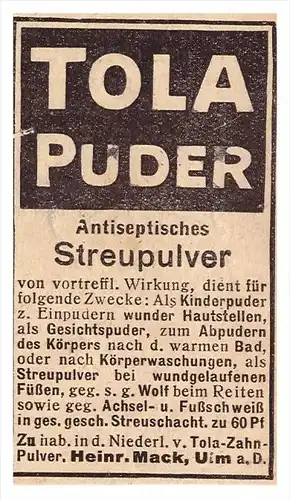 TOLA
PUDER
Antiseptisches
Streupulver
von vortreffl. Wirkung, dient für
folgende Zwecke: Als Kinderpuder
z. Einpudern wunder Hautstellen,
als Gesichtspuder, zum Abpudern
des Körpers nach d. warmen Bad,
oder nach Körperwaschungen, als
Streupulver bei wundgelaufenen
Füßen, geg. s. g. Wolf beim Reiten
sowie geg. Achsel- u. Fußschweiß
in ges. gesch. Streuschacht. zu 60 Pf
Zu hab. in d. Niederl. v. Tola-Zahn-
Pulver. Heinr. Mack, Ulm a. D.